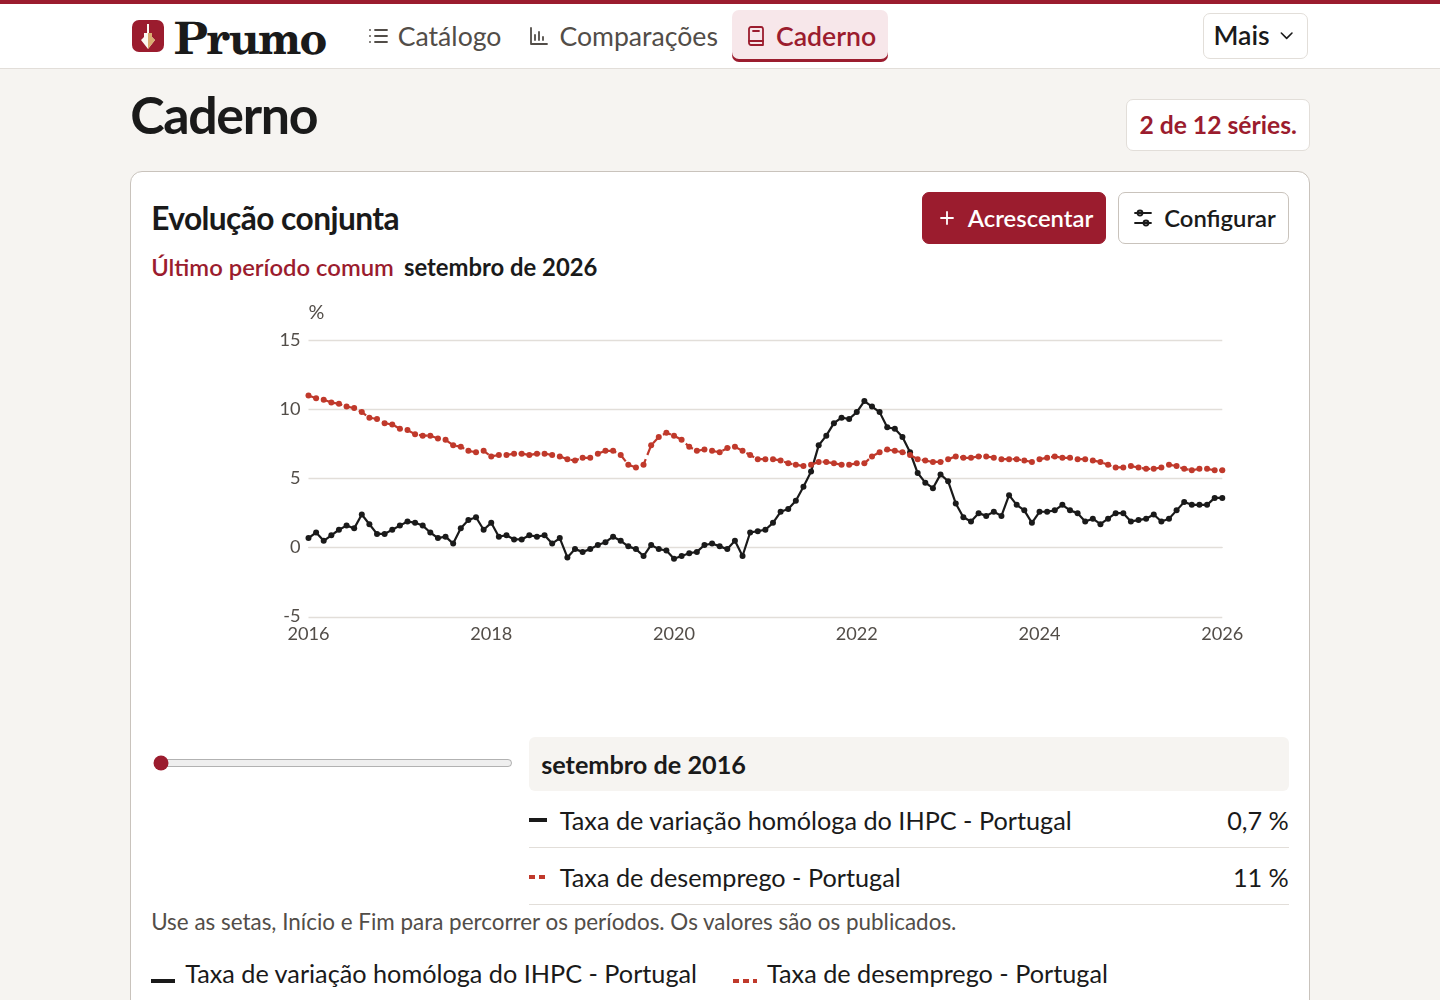 Prumo
Catálogo
Comparações
Caderno
Mais
Caderno
2 de 12 séries.
Evolução conjunta
Acrescentar
Configurar
Último período comum setembro de 2026
%
15
10
5
0
-5
2016 2018 2020 2022 2024 2026
setembro de 2016
Taxa de variação homóloga do IHPC - Portugal 0,7 %
Taxa de desemprego - Portugal 11 %
Use as setas, Início e Fim para percorrer os períodos. Os valores são os publicados.
Taxa de variação homóloga do IHPC - Portugal Taxa de desemprego - Portugal